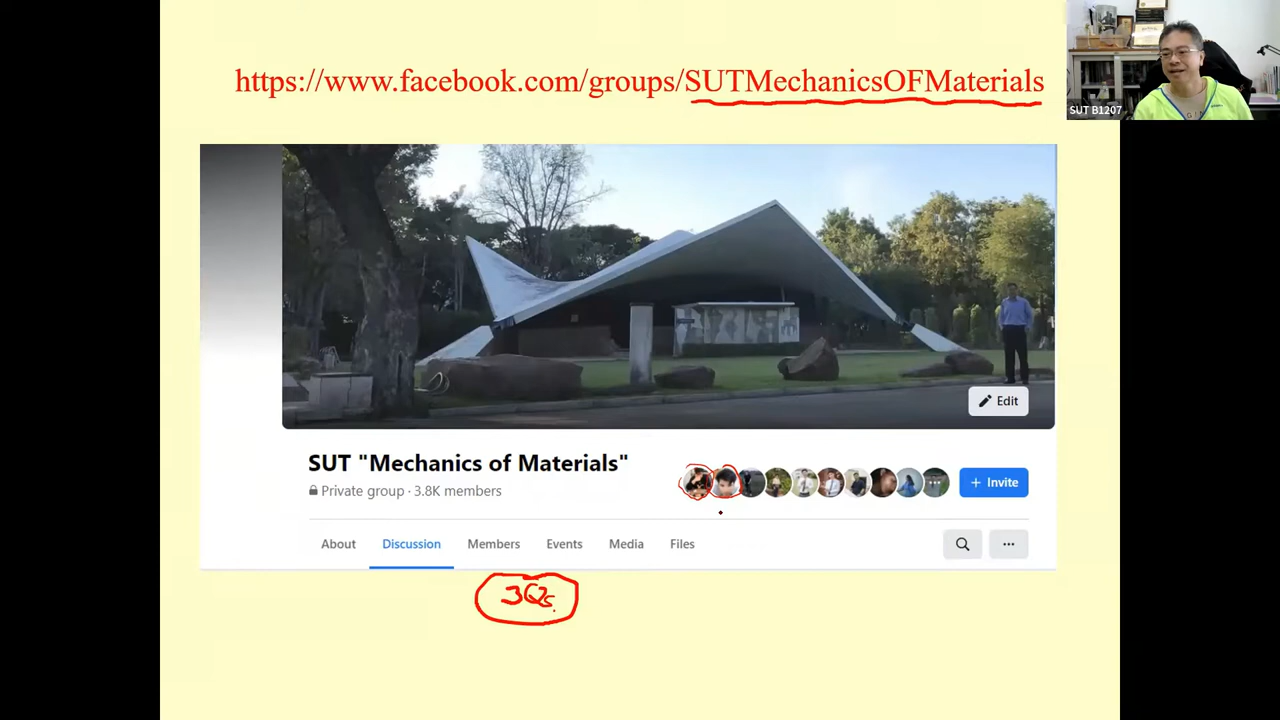 https://www.facebook.com/groups/SUTMechanicsOFMaterials
SUT B1207
Edit
SUT "Mechanics of Materials"
Private group · 3.8K members
+ Invite
About Discussion Members Events Media Files
3Qs.